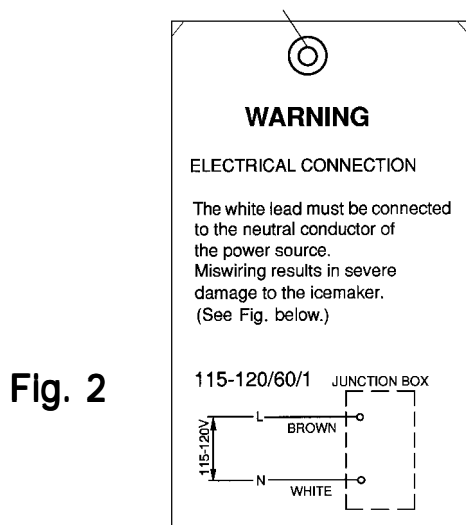 WARNING
ELECTRICAL CONNECTION
The white lead must be connected
to the neutral conductor of
the power source.
Miswiring results in severe
damage to the icemaker.
(See Fig. below.)
Fig. 2
115-120/60/1 JUNCTION BOX
L
BROWN
115-120V
N
WHITE